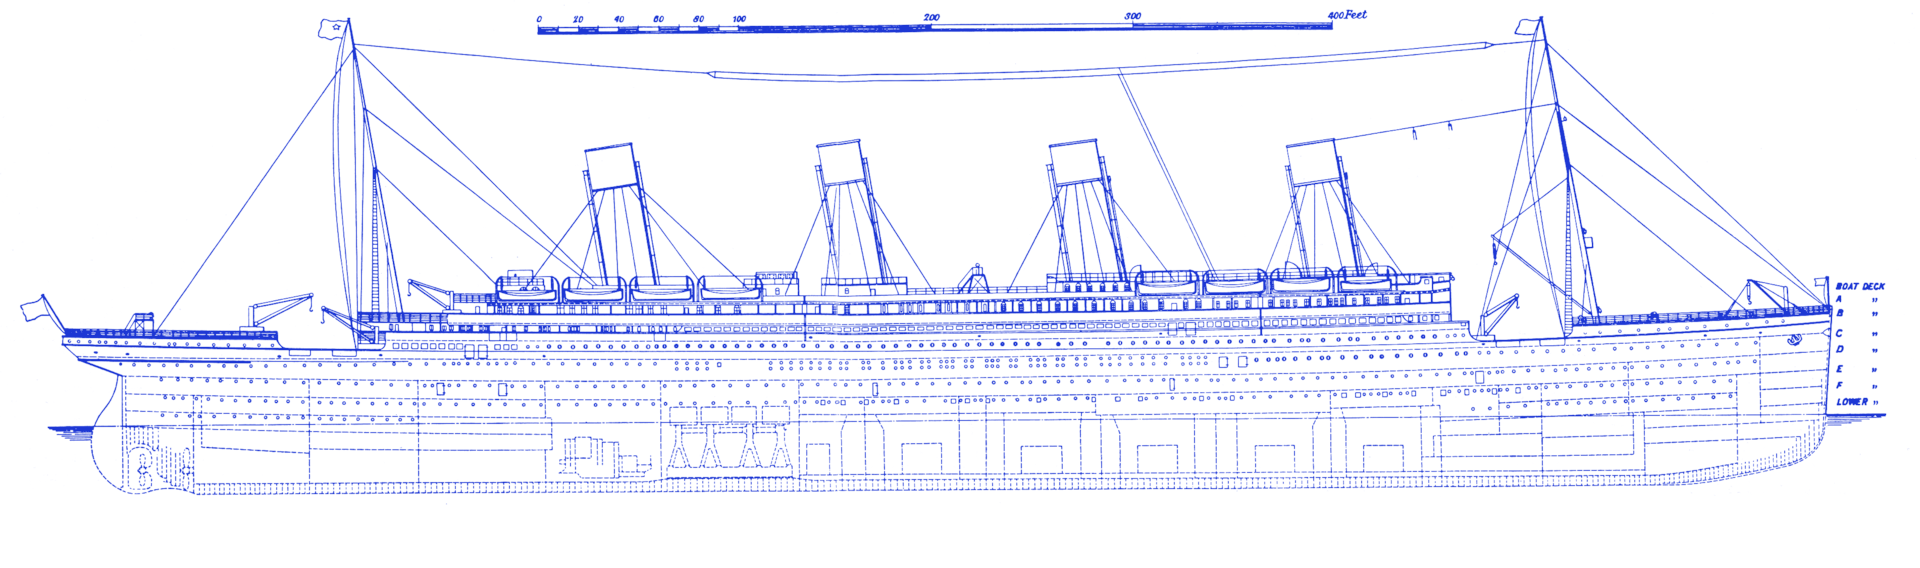 0 20 40 60 80 100 200 300 400 Feet
BOAT DECK
A "
B "
C "
D "
E "
F "
LOWER "